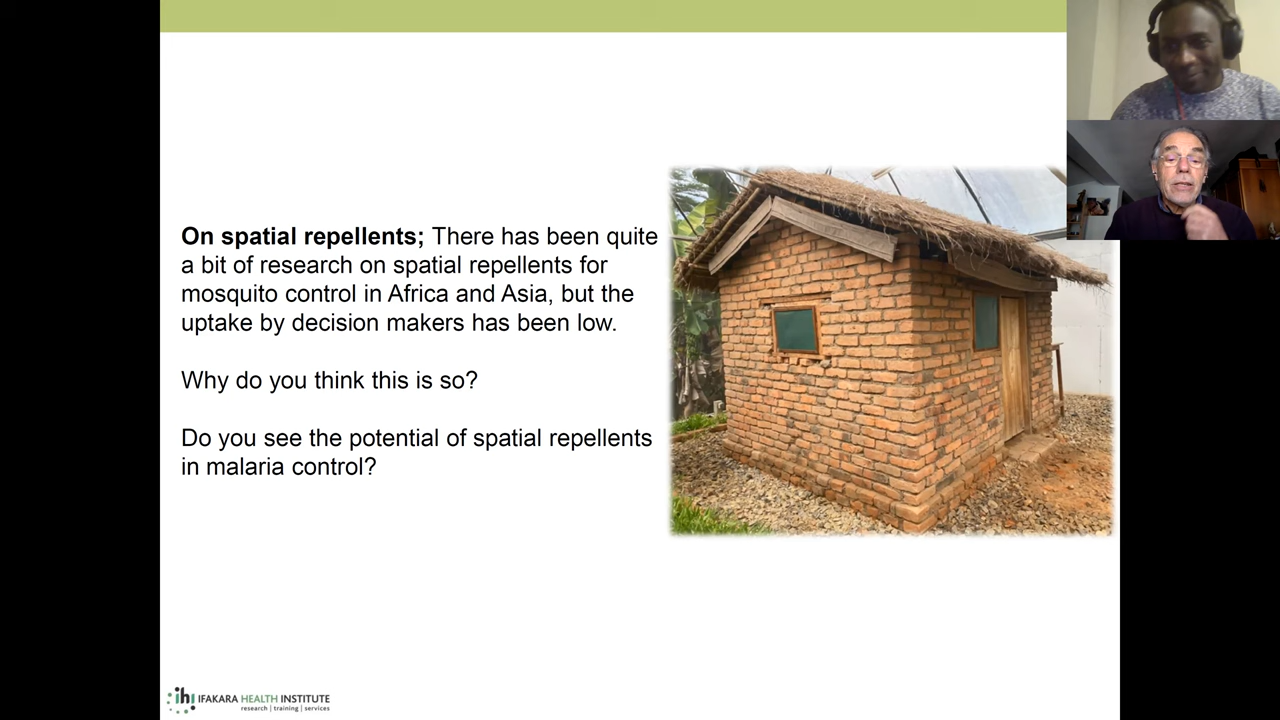 On spatial repellents; There has been quite
a bit of research on spatial repellents for
mosquito control in Africa and Asia, but the
uptake by decision makers has been low.
Why do you think this is so?
Do you see the potential of spatial repellents
in malaria control?
ihi IFAKARA HEALTH INSTITUTE
research | training | services